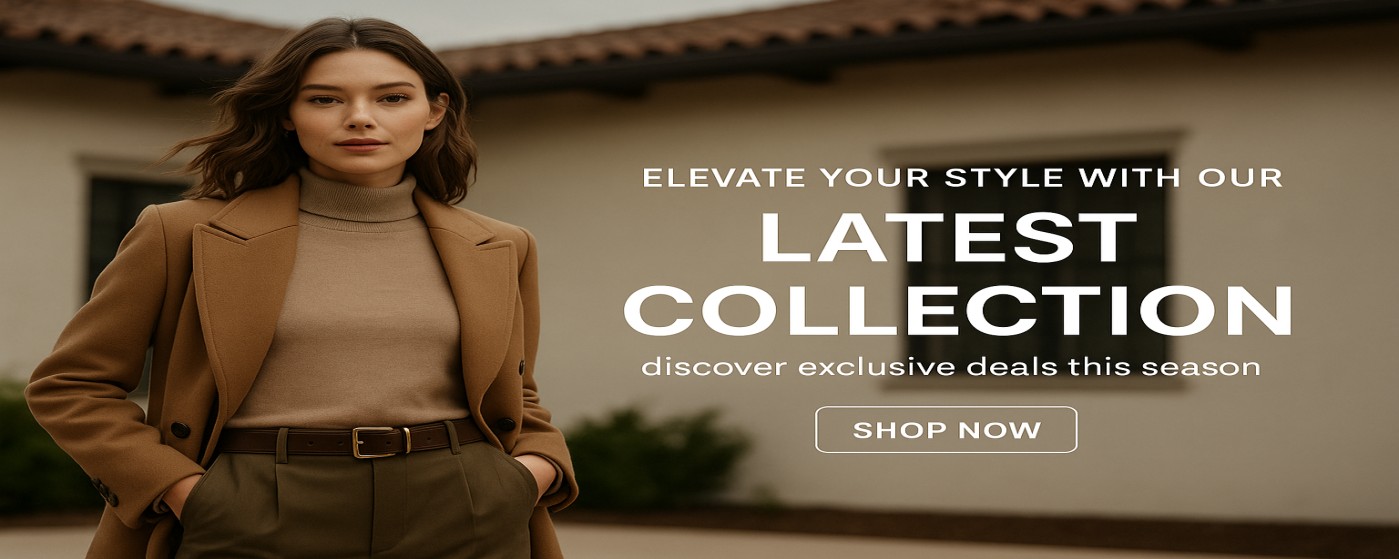 ELEVATE YOUR STYLE WITH OUR
LATEST
COLLECTION
discover exclusive deals this season
SHOP NOW